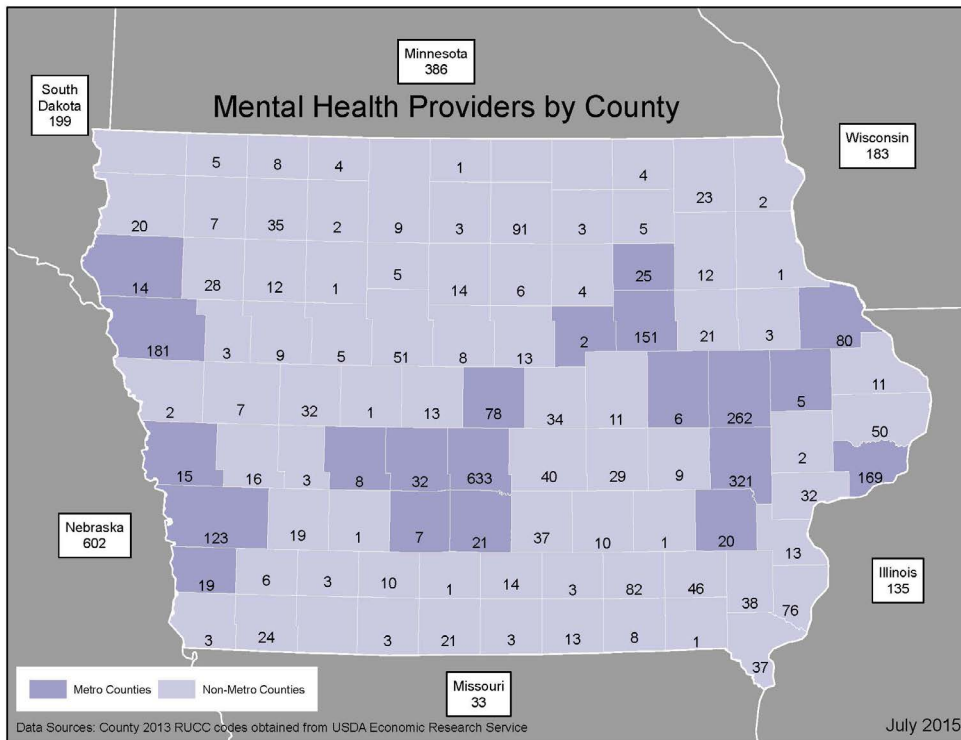 Minnesota
386
South
Dakota
199
Mental Health Providers by County
Wisconsin
183
5 8 4 1 4
23 2
20 7 35 2 9 3 91 3 5
14 28 12 1 5 14 6 4 25 12 1
181 3 9 5 51 8 13 2 151 21 3 80
2 7 32 1 13 78 34 11 6 262 5 11
50
15 16 3 8 32 633 40 29 9 321 2 169
32
Nebraska
602
123 19 1 7 21 37 10 1 20 13
Illinois
135
19 6 3 10 1 14 3 82 46 38 76
3 24 3 21 3 13 8 1 37
Metro Counties
Non-Metro Counties
Missouri
33
Data Sources: County 2013 RUCC codes obtained from USDA Economic Research Service
July 2015